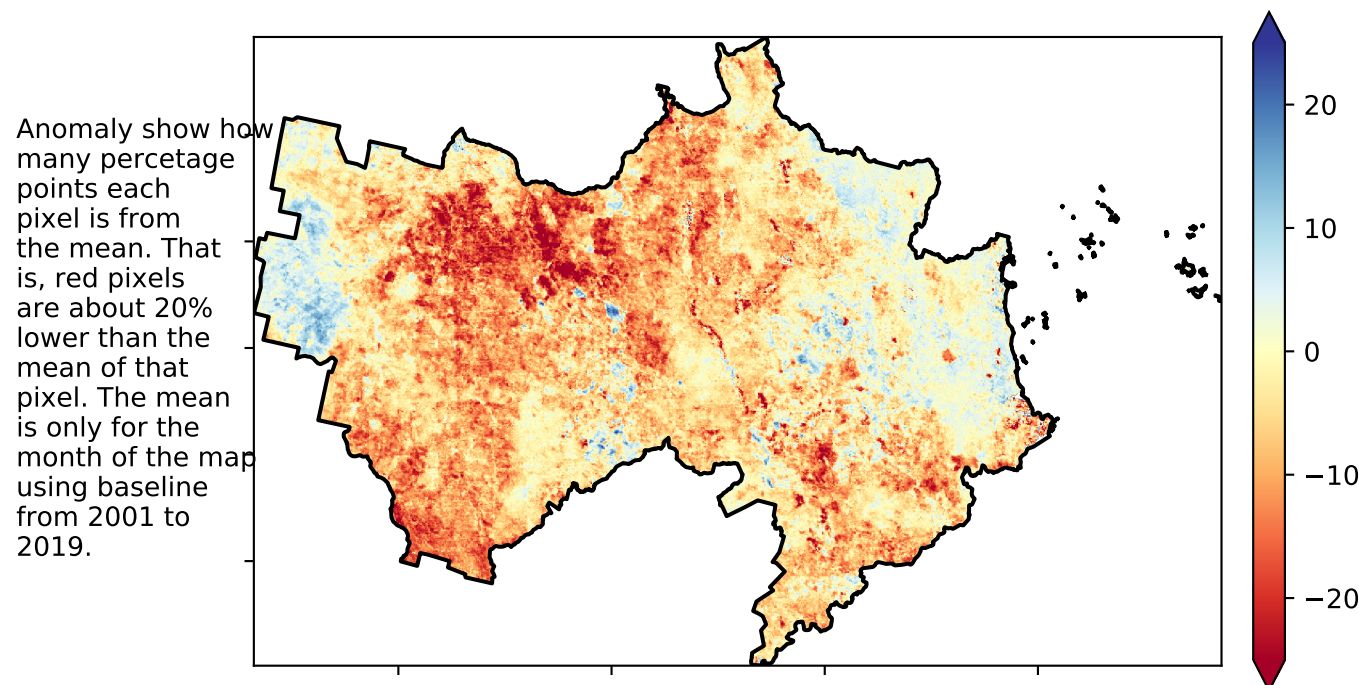 Anomaly show how
many percetage
points each
pixel is from
the mean. That
is, red pixels
are about 20%
lower than the
mean of that
pixel. The mean
is only for the
month of the map
using baseline
from 2001 to
2019.
20
10
0
−10
−20